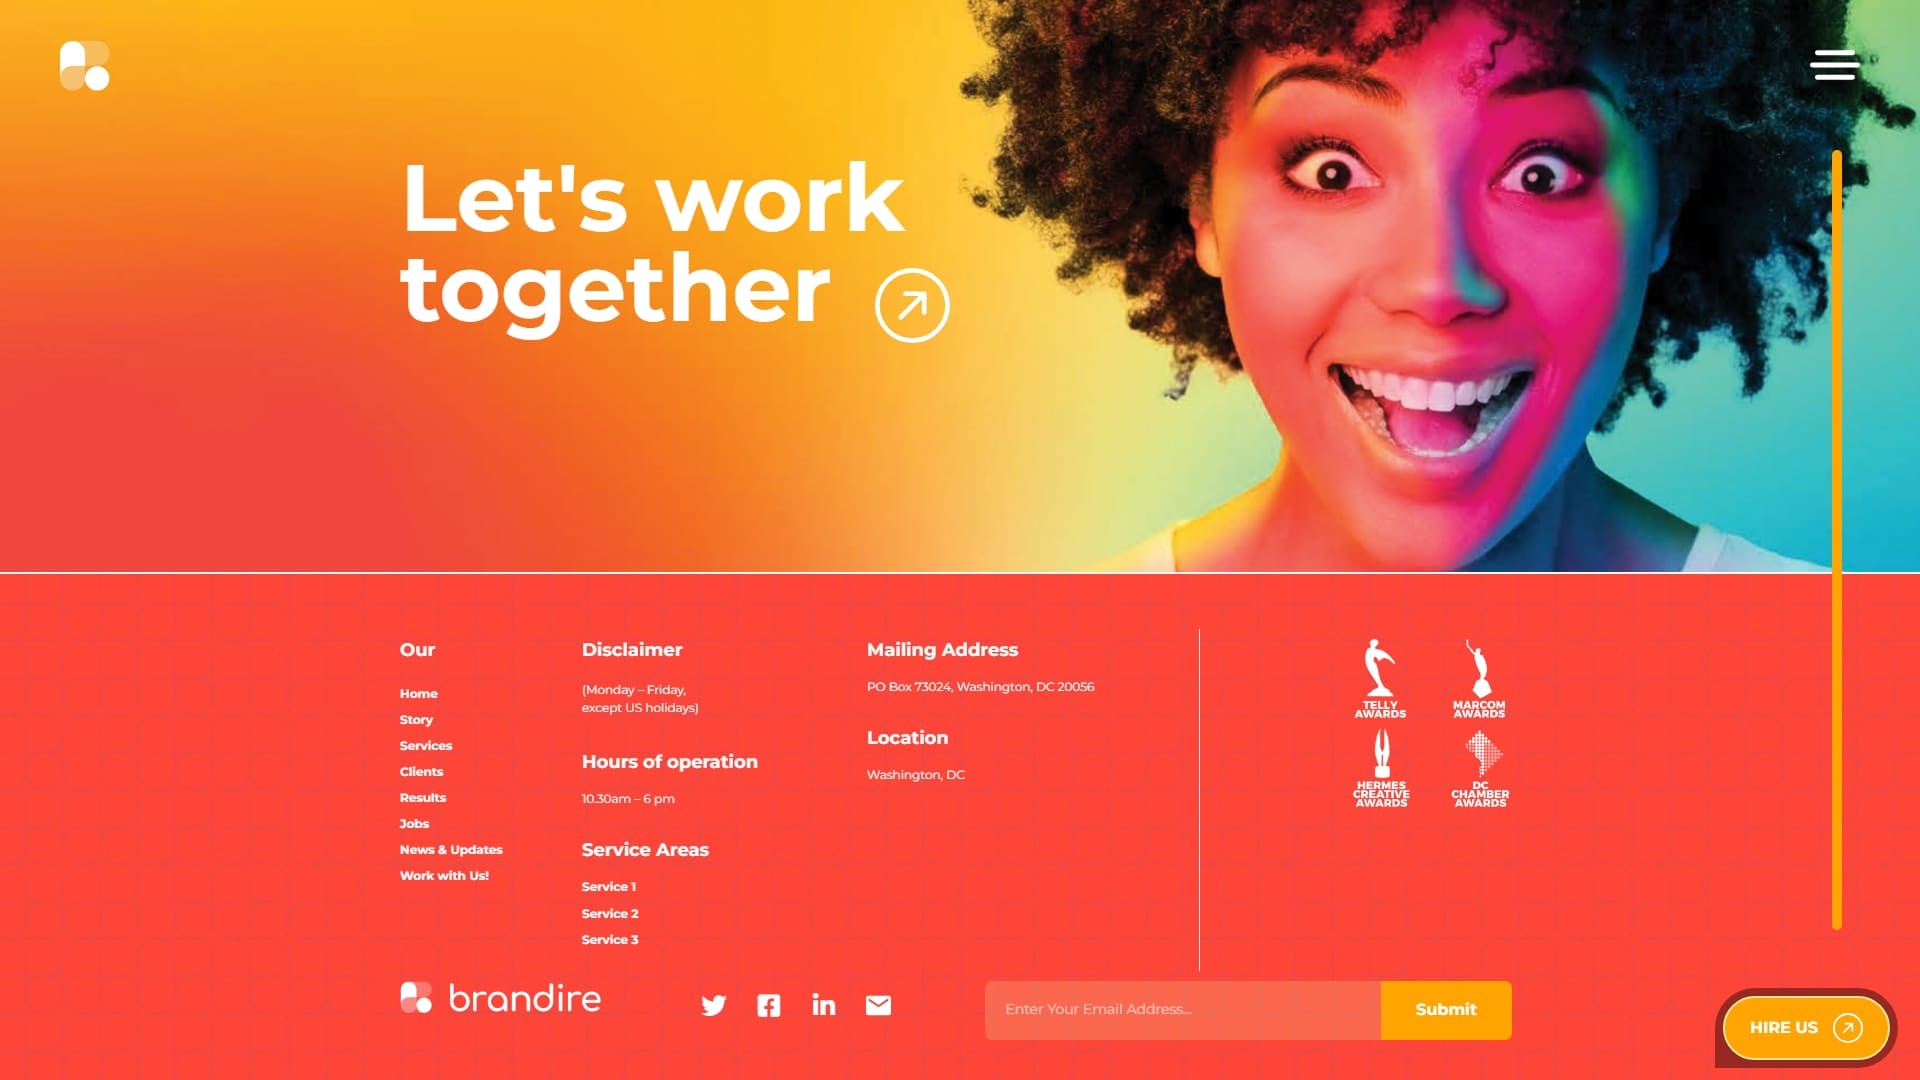 Let's work
together
Our
Home
Story
Services
Clients
Results
Jobs
News & Updates
Work with Us!
Disclaimer
(Monday – Friday,
except US holidays)
Hours of operation
10.30am – 6 pm
Service Areas
Service 1
Service 2
Service 3
Mailing Address
PO Box 73024, Washington, DC 20056
Location
Washington, DC
TELLY
AWARDS
MARCOM
AWARDS
HERMES
CREATIVE
AWARDS
DC
CHAMBER
AWARDS
brandire
Enter Your Email Address...
Submit
HIRE US